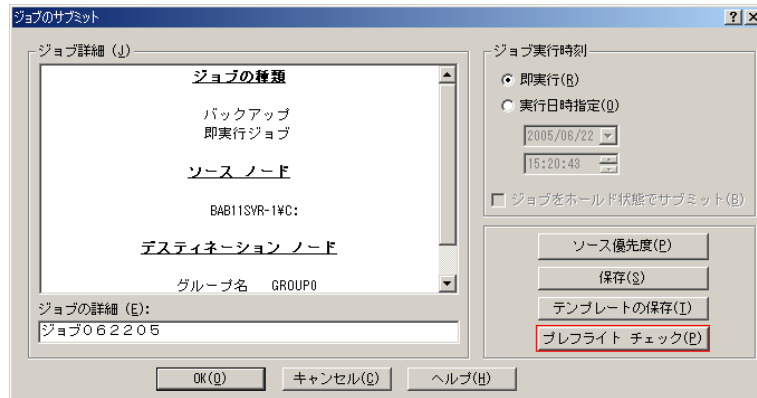 ジョブのサブミット
ジョブ詳細 (J)
ジョブの種類
バックアップ
即実行ジョブ
ソース ノード
BAB11SVR-1¥C:
デスティネーション ノード
グループ名 GROUP0
ジョブの詳細 (E):
ジョブ062205
ジョブ実行時刻
即実行(R)
実行日時指定(O)
2005/06/22
15:20:43
ジョブをホールド状態でサブミット(B)
ソース優先度(P)
保存(S)
テンプレートの保存(T)
プレフライト チェック(P)
OK(O) キャンセル(C) ヘルプ(H)